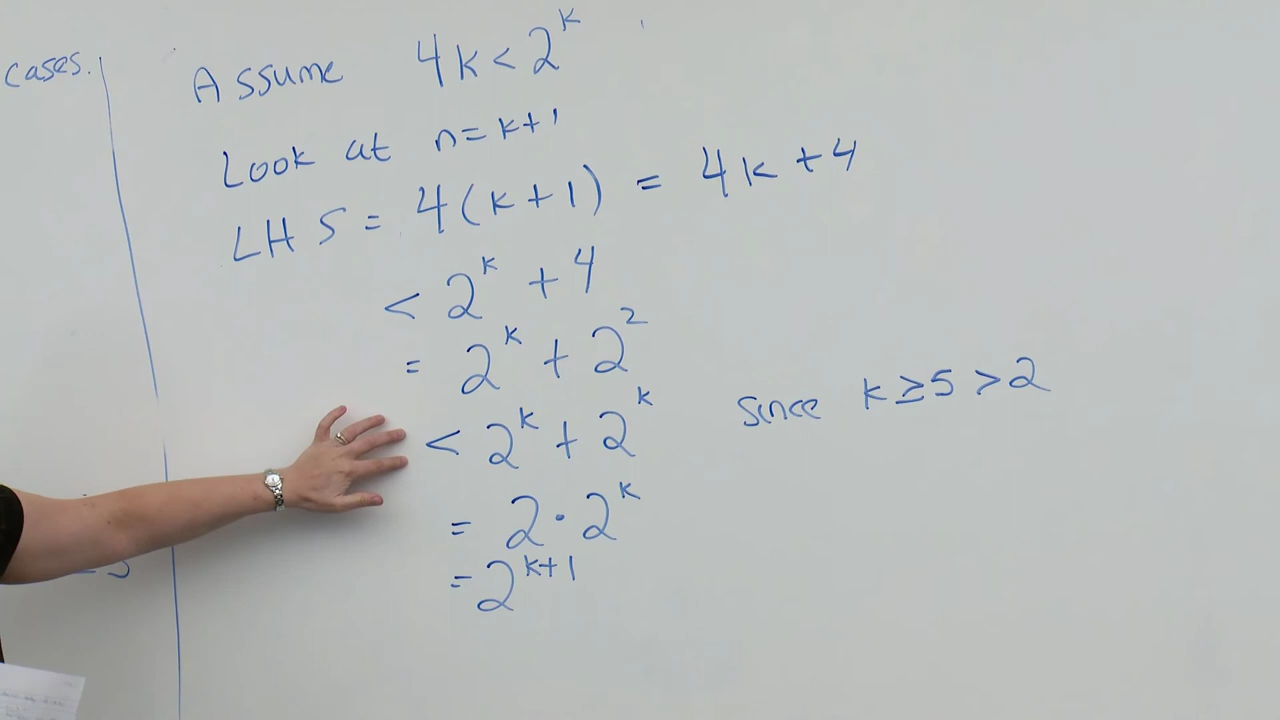 cases.
Assume 4k < 2^k
Look at n = k+1
LHS = 4(k+1) = 4k + 4
< 2^k + 4
= 2^k + 2^2
< 2^k + 2^k since k ≥ 5 > 2
= 2 · 2^k
= 2^{k+1}